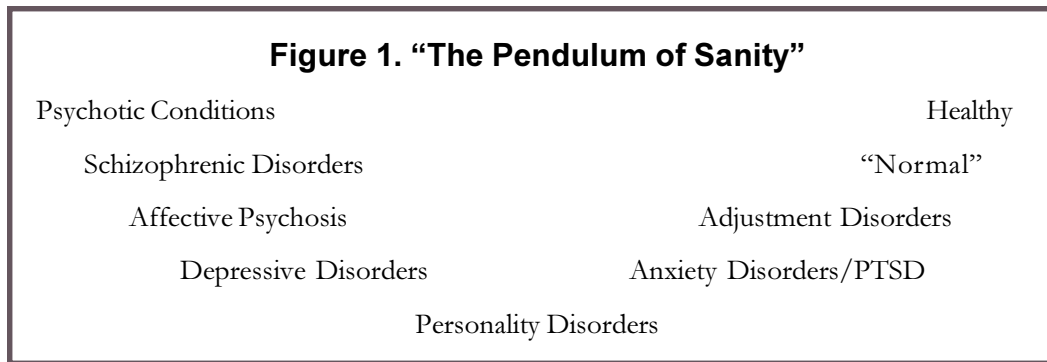 Figure 1. “The Pendulum of Sanity”
Psychotic Conditions Healthy
Schizophrenic Disorders “Normal”
Affective Psychosis Adjustment Disorders
Depressive Disorders Anxiety Disorders/PTSD
Personality Disorders